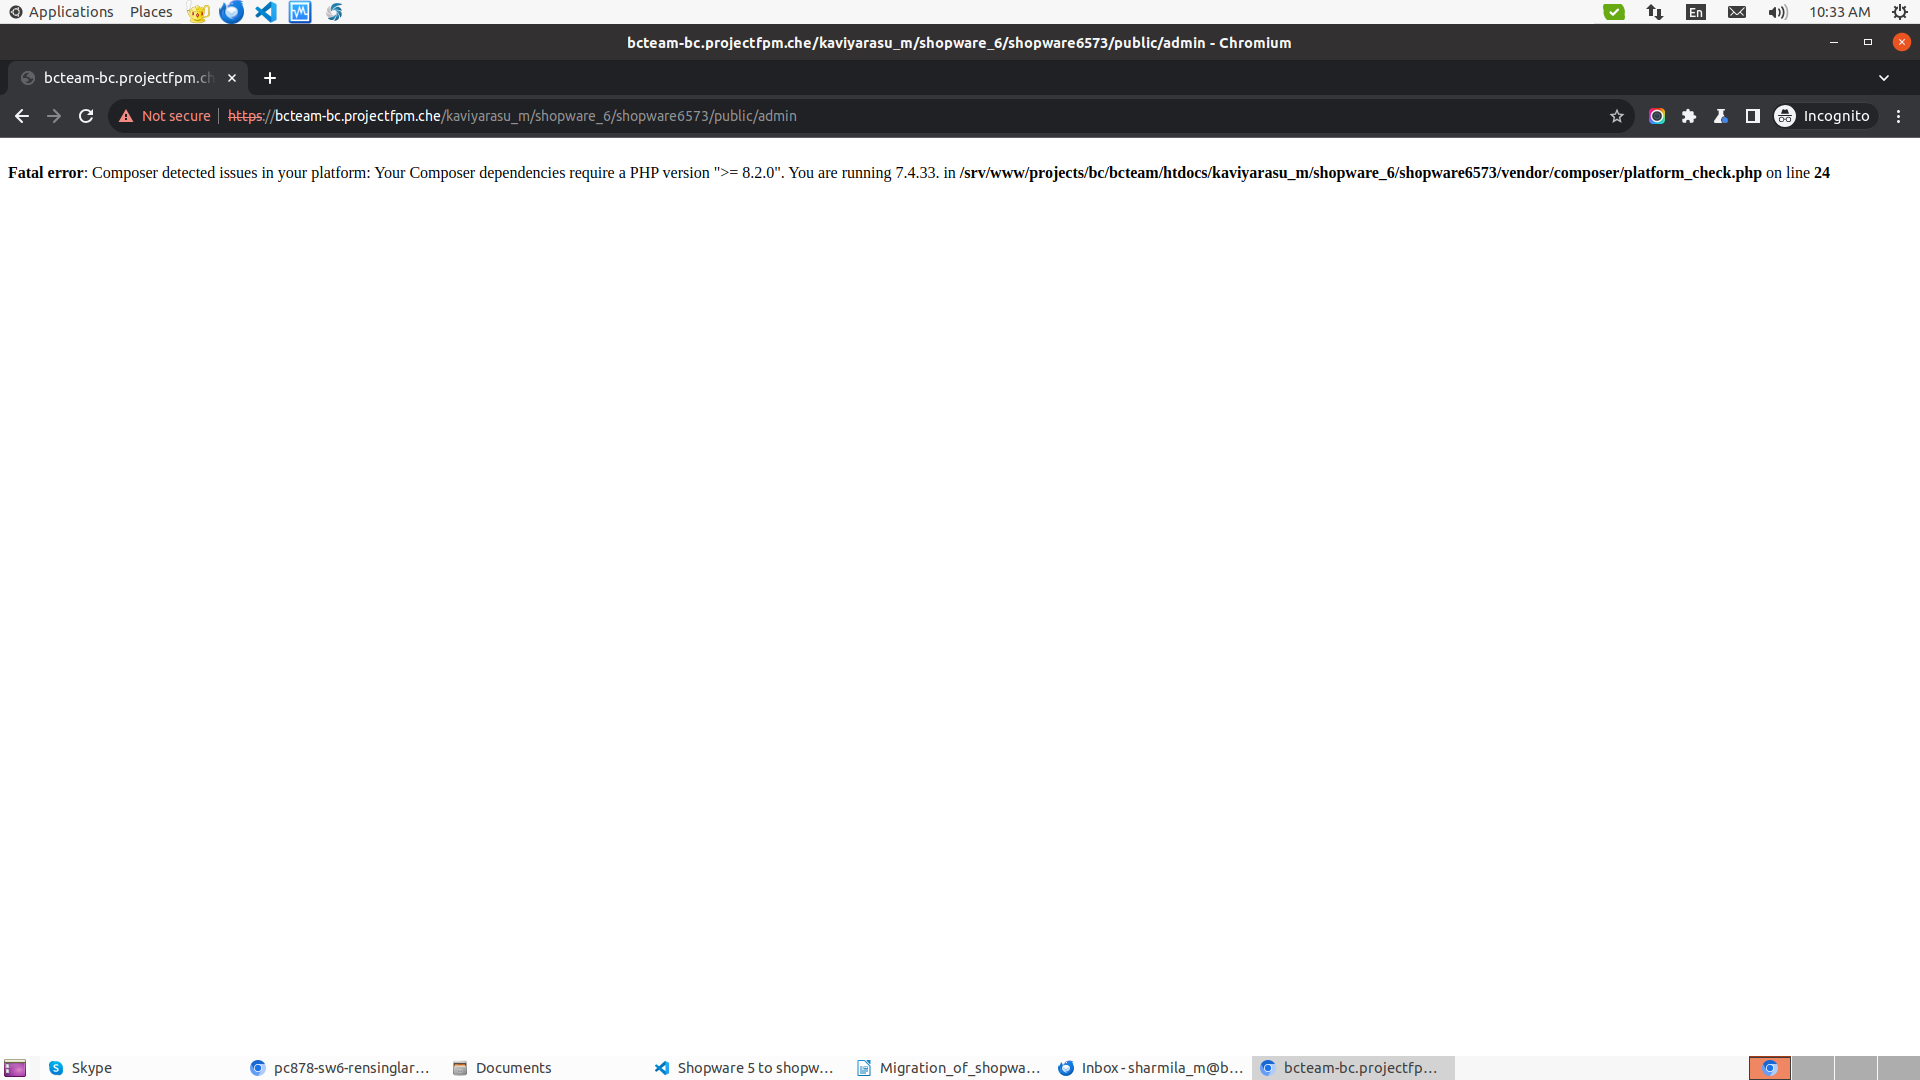 Applications Places En 10:33 AM
bcteam-bc.projectfpm.che/kaviyarasu_m/shopware_6/shopware6573/public/admin - Chromium
bcteam-bc.projectfpm.ch
Not secure https://bcteam-bc.projectfpm.che/kaviyarasu_m/shopware_6/shopware6573/public/admin Incognito
Fatal error: Composer detected issues in your platform: Your Composer dependencies require a PHP version ">= 8.2.0". You are running 7.4.33. in /srv/www/projects/bc/bcteam/htdocs/kaviyarasu_m/shopware_6/shopware6573/vendor/composer/platform_check.php on line 24
Skype pc878-sw6-rensinglar... Documents Shopware 5 to shopw... Migration_of_shopwa... Inbox - sharmila_m@b... bcteam-bc.projectfp...